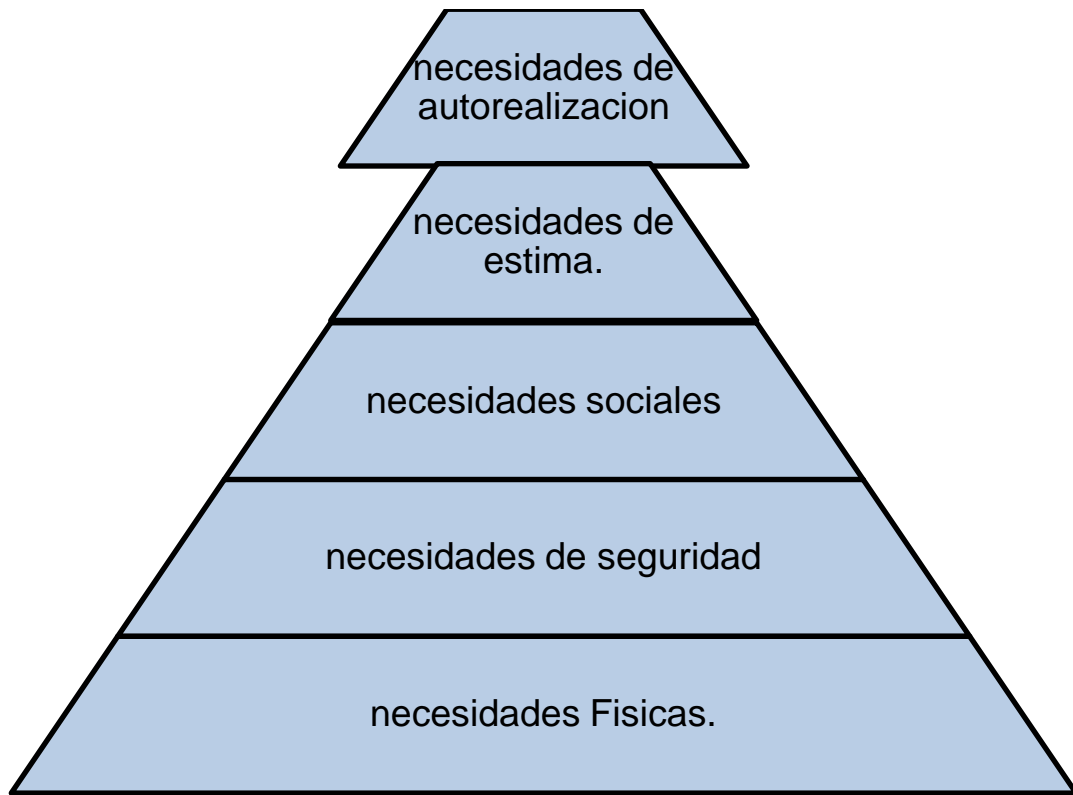 necesidades de
autorealizacion
necesidades de
estima.
necesidades sociales
necesidades de seguridad
necesidades Fisicas.